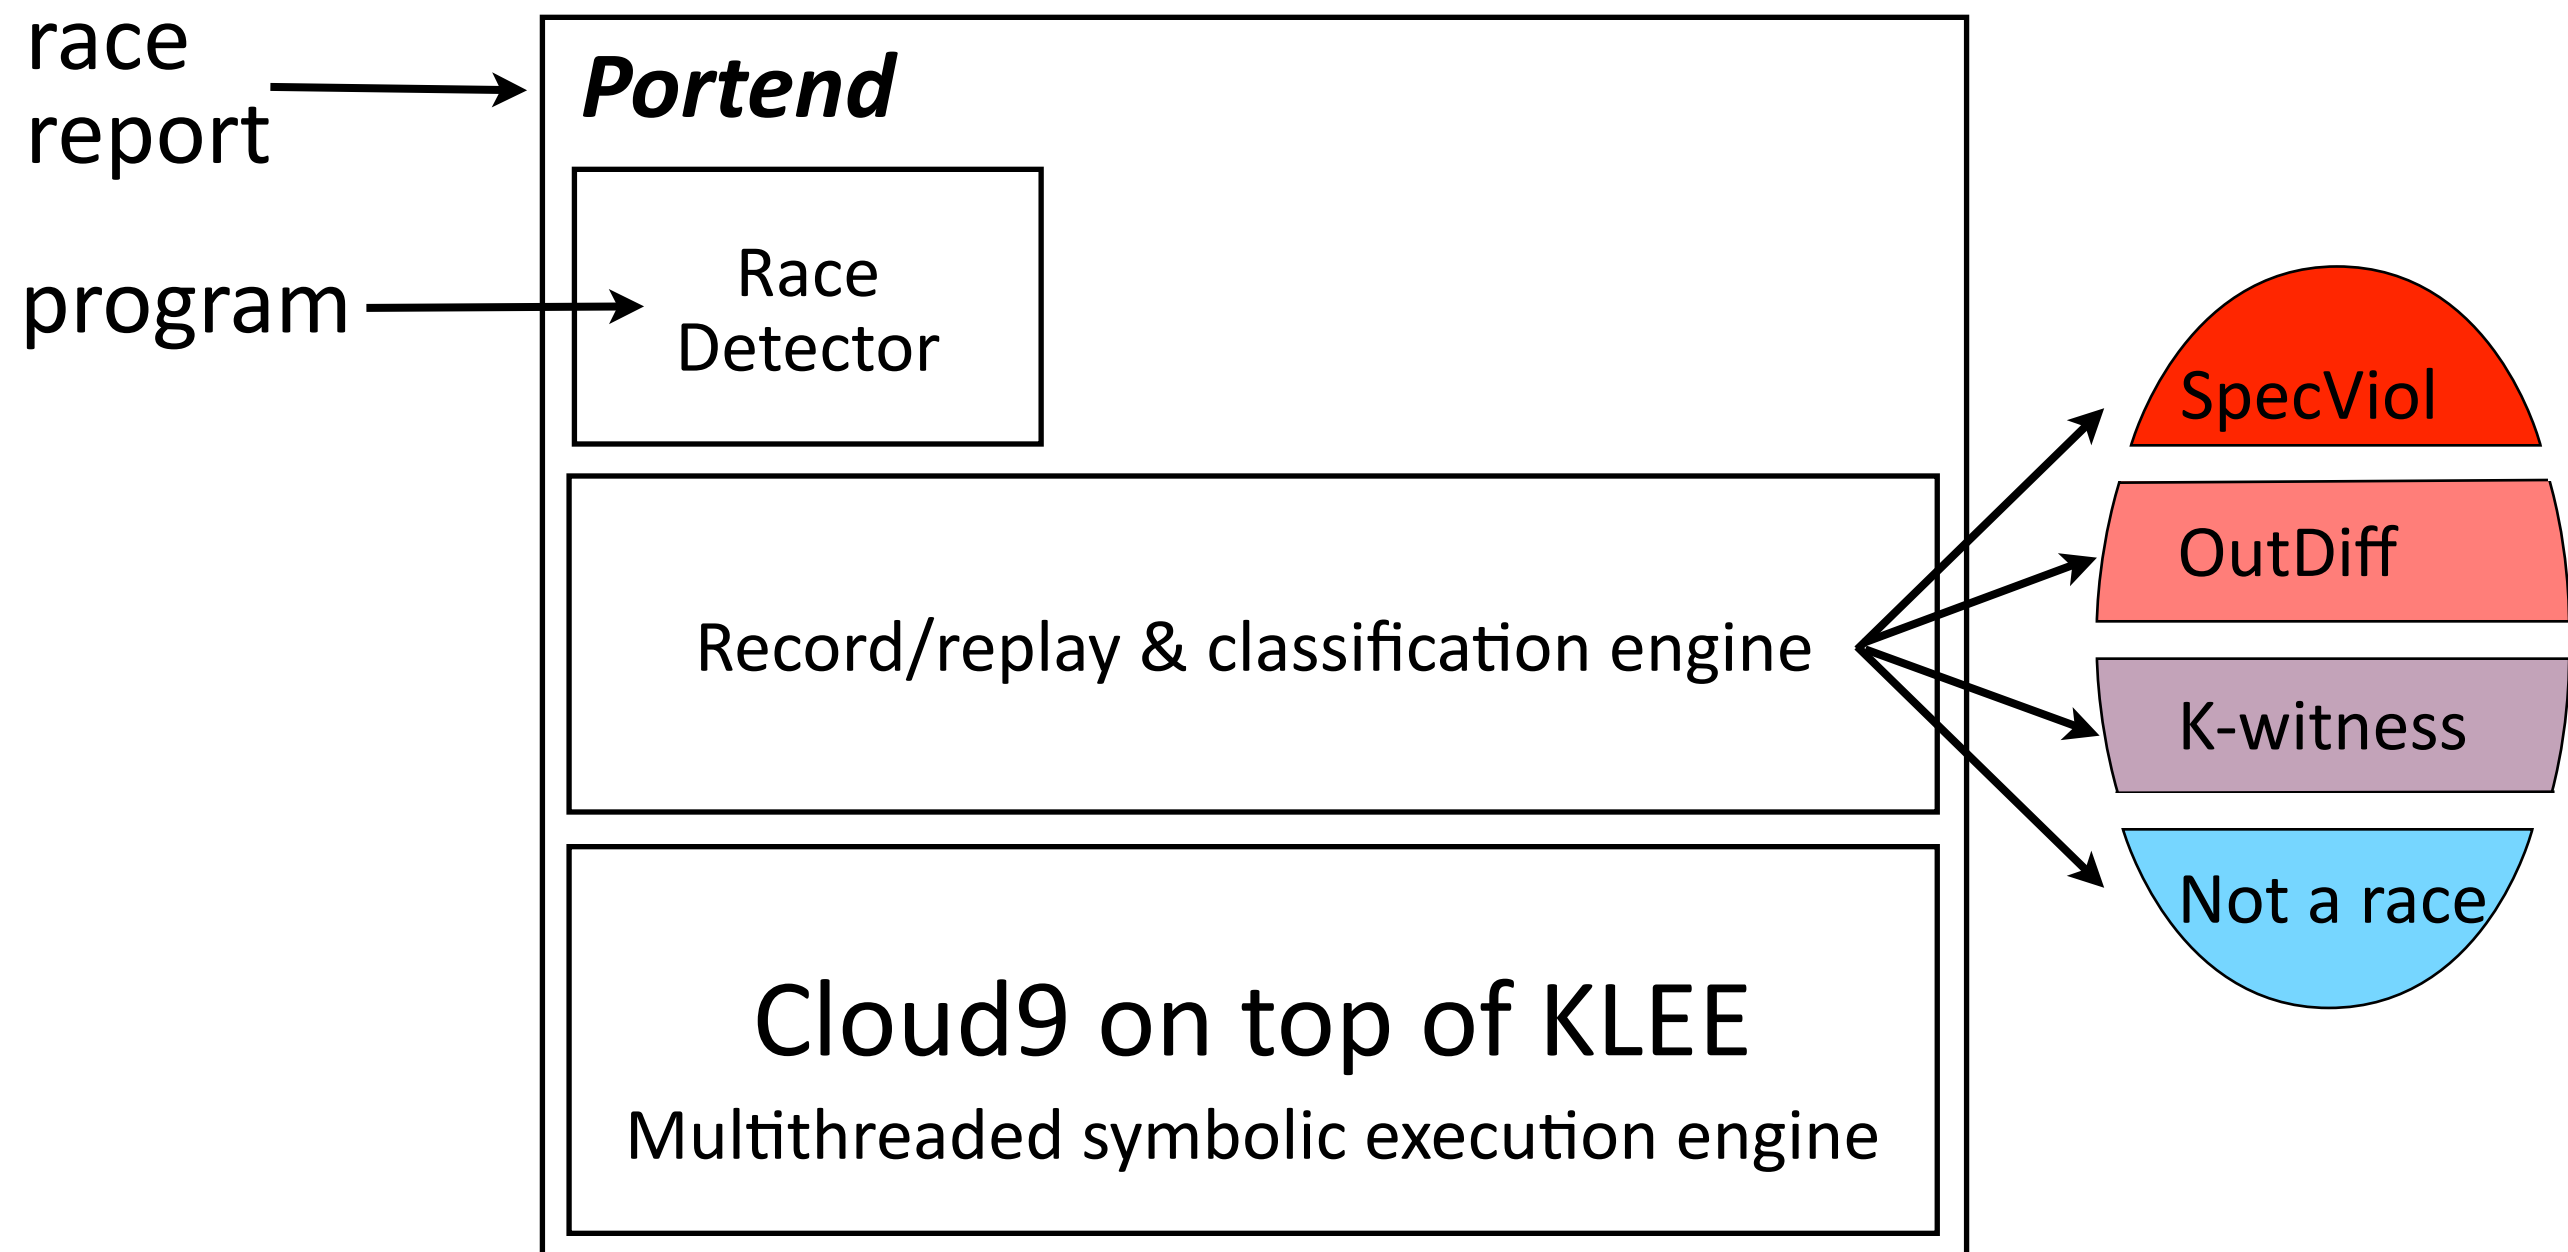 race
report
Portend
program
Race
Detector
SpecViol
OutDiff
Record/replay & classification engine
K-witness
Not a race
Cloud9 on top of KLEE
Multithreaded symbolic execution engine